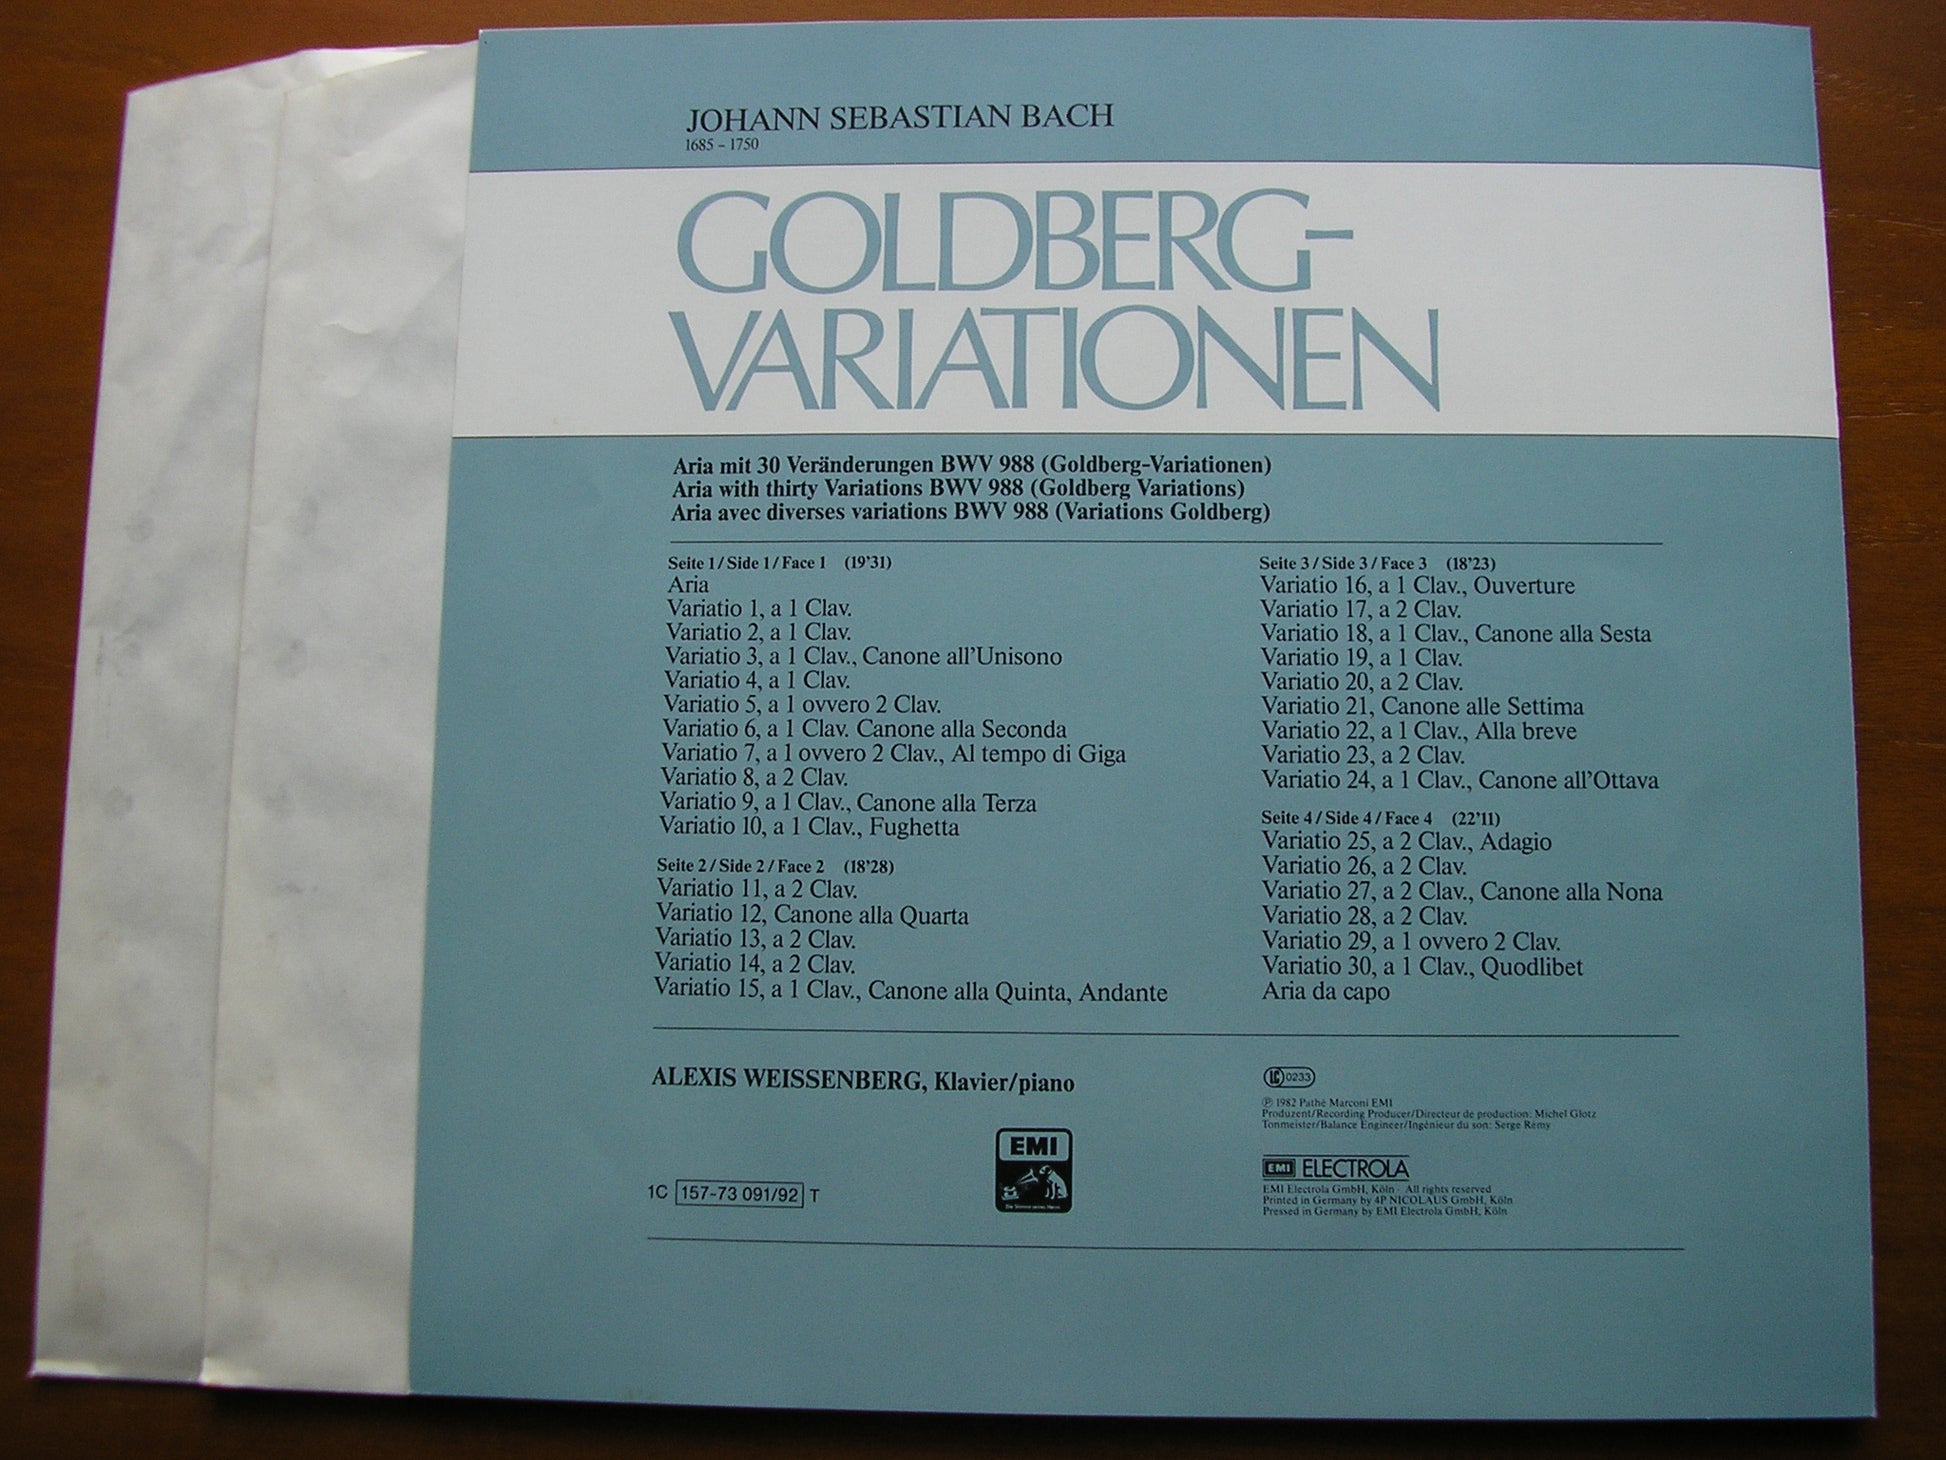 JOHANN SEBASTIAN BACH
1685 – 1750
GOLDBERG-
VARIATIONEN
Aria mit 30 Veränderungen BWV 988 (Goldberg-Variationen)
Aria with thirty Variations BWV 988 (Goldberg Variations)
Aria avec diverses variations BWV 988 (Variations Goldberg)
Seite 1 / Side 1 / Face 1 (19'31)
Aria
Variatio 1, a 1 Clav.
Variatio 2, a 1 Clav.
Variatio 3, a 1 Clav., Canone all'Unisono
Variatio 4, a 1 Clav.
Variatio 5, a 1 ovvero 2 Clav.
Variatio 6, a 1 Clav. Canone alla Seconda
Variatio 7, a 1 ovvero 2 Clav., Al tempo di Giga
Variatio 8, a 2 Clav.
Variatio 9, a 1 Clav., Canone alla Terza
Variatio 10, a 1 Clav., Fughetta
Seite 2 / Side 2 / Face 2 (18'28)
Variatio 11, a 2 Clav.
Variatio 12, Canone alla Quarta
Variatio 13, a 2 Clav.
Variatio 14, a 2 Clav.
Variatio 15, a 1 Clav., Canone alla Quinta, Andante
Seite 3 / Side 3 / Face 3 (18'23)
Variatio 16, a 1 Clav., Ouverture
Variatio 17, a 2 Clav.
Variatio 18, a 1 Clav., Canone alla Sesta
Variatio 19, a 1 Clav.
Variatio 20, a 2 Clav.
Variatio 21, Canone alle Settima
Variatio 22, a 1 Clav., Alla breve
Variatio 23, a 2 Clav.
Variatio 24, a 1 Clav., Canone all'Ottava
Seite 4 / Side 4 / Face 4 (22'11)
Variatio 25, a 2 Clav., Adagio
Variatio 26, a 2 Clav.
Variatio 27, a 2 Clav., Canone alla Nona
Variatio 28, a 2 Clav.
Variatio 29, a 1 ovvero 2 Clav.
Variatio 30, a 1 Clav., Quodlibet
Aria da capo
ALEXIS WEISSENBERG, Klavier/piano
1C 157-73 091/92 T
EMI
Die Stimme seines Herrn
LC 0233
℗ 1982 Pathé Marconi EMI
Produzent/Recording Producer/Directeur de production: Michel Glotz
Tonmeister/Balance Engineer/Ingénieur du son: Serge Rémy
EMI ELECTROLA
EMI Electrola GmbH, Köln · All rights reserved
Printed in Germany by 4P NICOLAUS GmbH, Köln
Pressed in Germany by EMI Electrola GmbH, Köln